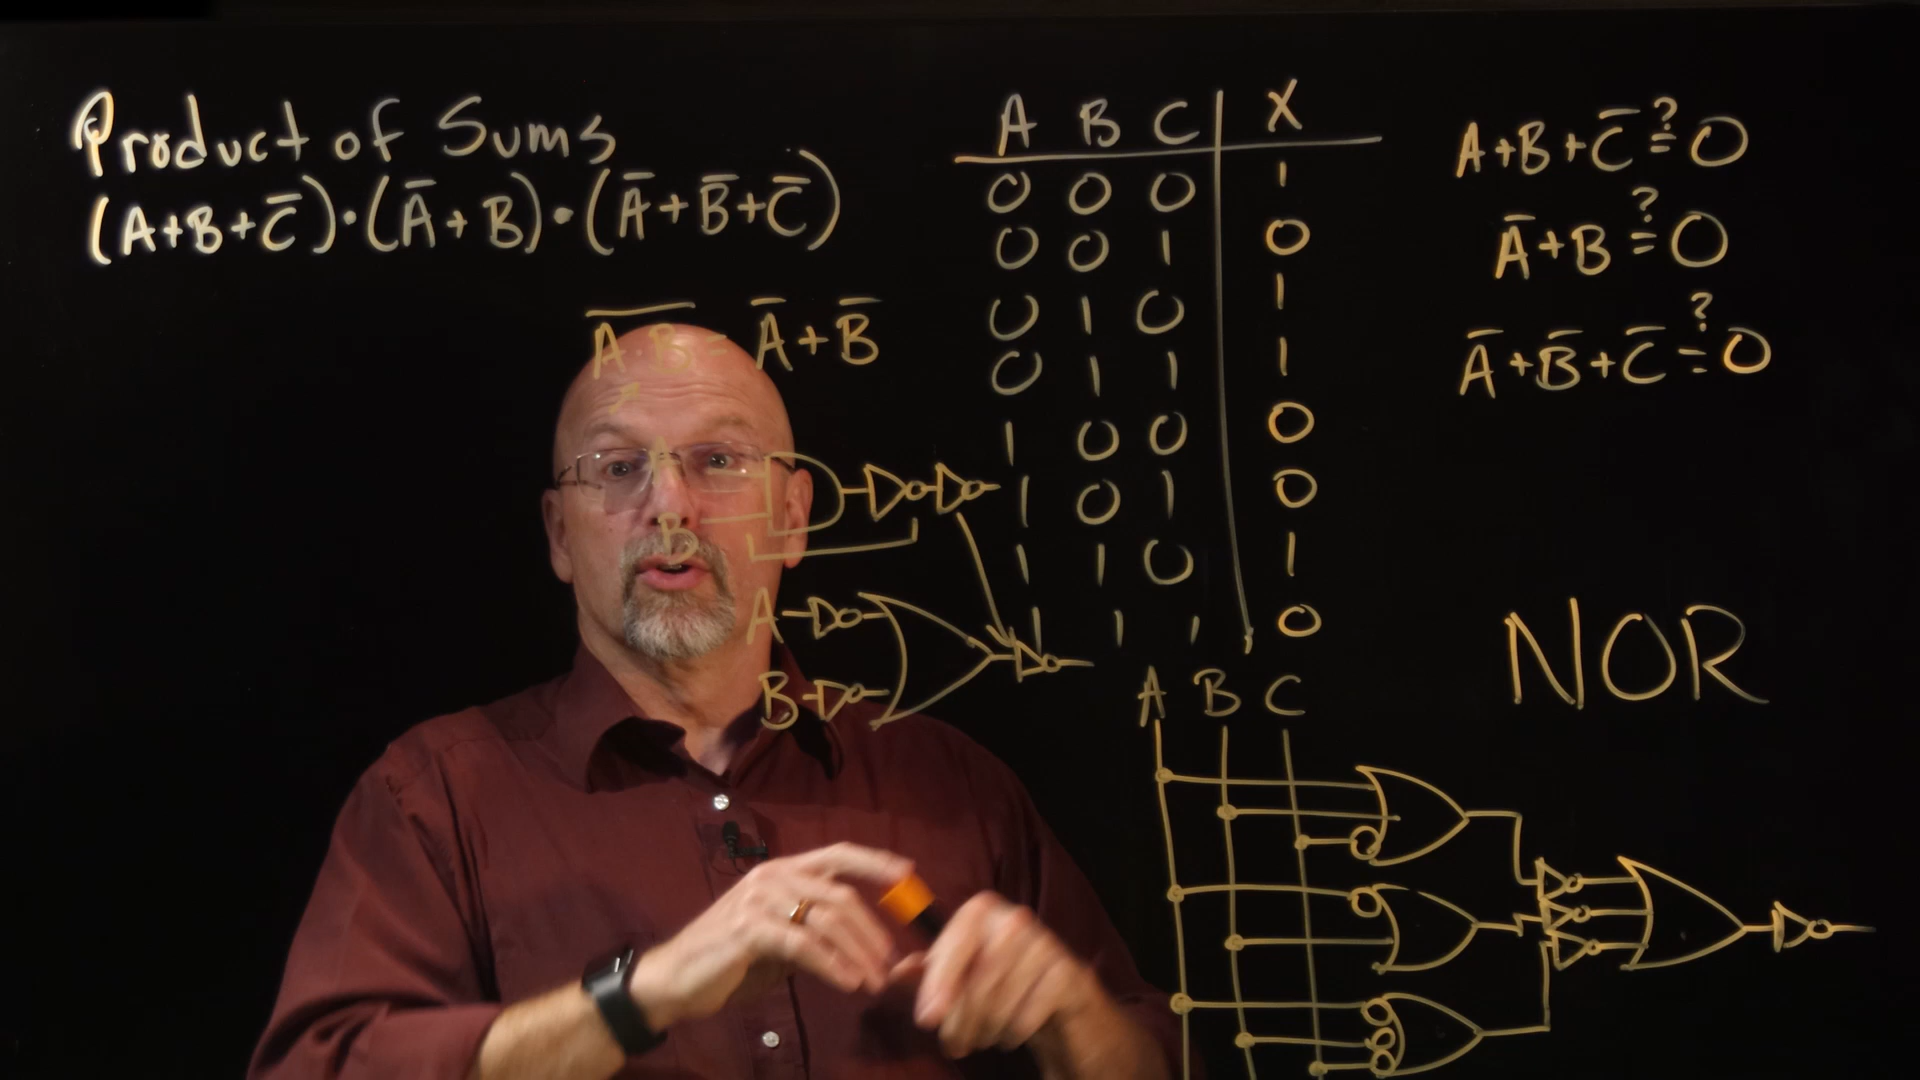 Product of Sums
(A+B+C̅)·(A̅+B)·(A̅+B̅+C̅)
A̅·̅B̅ = A̅+B̅
A
B
A
B
A B C X
0 0 0 1
0 0 1 0
0 1 0 1
0 1 1 1
1 0 0 0
1 0 1 0
1 1 0 1
1 1 1 0
A+B+C̅ ≟ 0
A̅+B ≟ 0
A̅+B̅+C̅ ≟ 0
NOR
A B C